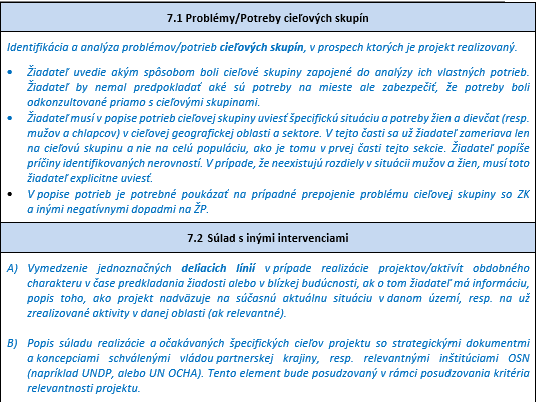 7.1 Problémy/Potreby cieľových skupín
Identifikácia a analýza problémov/potrieb cieľových skupín, v prospech ktorých je projekt realizovaný.
• Žiadateľ uvedie akým spôsobom boli cieľové skupiny zapojené do analýzy ich vlastných potrieb.
Žiadateľ by nemal predpokladať aké sú potreby na mieste ale zabezpečiť, že potreby boli
odkonzultované priamo s cieľovými skupinami.
• Žiadateľ musí v popise potrieb cieľovej skupiny uviesť špecifickú situáciu a potreby žien a dievčat (resp.
mužov a chlapcov) v cieľovej geografickej oblasti a sektore. V tejto časti sa už žiadateľ zameriava len
na cieľovú skupinu a nie na celú populáciu, ako je tomu v prvej časti tejto sekcie. Žiadateľ popíše
príčiny identifikovaných nerovností. V prípade, že neexistujú rozdiely v situácii mužov a žien, musí toto
žiadateľ explicitne uviesť.
• V popise potrieb je potrebné poukázať na prípadné prepojenie problému cieľovej skupiny so ZK
a inými negatívnymi dopadmi na ŽP.
7.2 Súlad s inými intervenciami
A) Vymedzenie jednoznačných deliacich línií v prípade realizácie projektov/aktivít obdobného
charakteru v čase predkladania žiadosti alebo v blízkej budúcnosti, ak o tom žiadateľ má informáciu,
popis toho, ako projekt nadväzuje na súčasnú aktuálnu situáciu v danom území, resp. na už
zrealizované aktivity v danej oblasti (ak relevantné).
B) Popis súladu realizácie a očakávaných špecifických cieľov projektu so strategickými dokumentmi
a koncepciami schválenými vládou partnerskej krajiny, resp. relevantnými inštitúciami OSN
(napríklad UNDP, alebo UN OCHA). Tento element bude posudzovaný v rámci posudzovania kritéria
relevantnosti projektu.